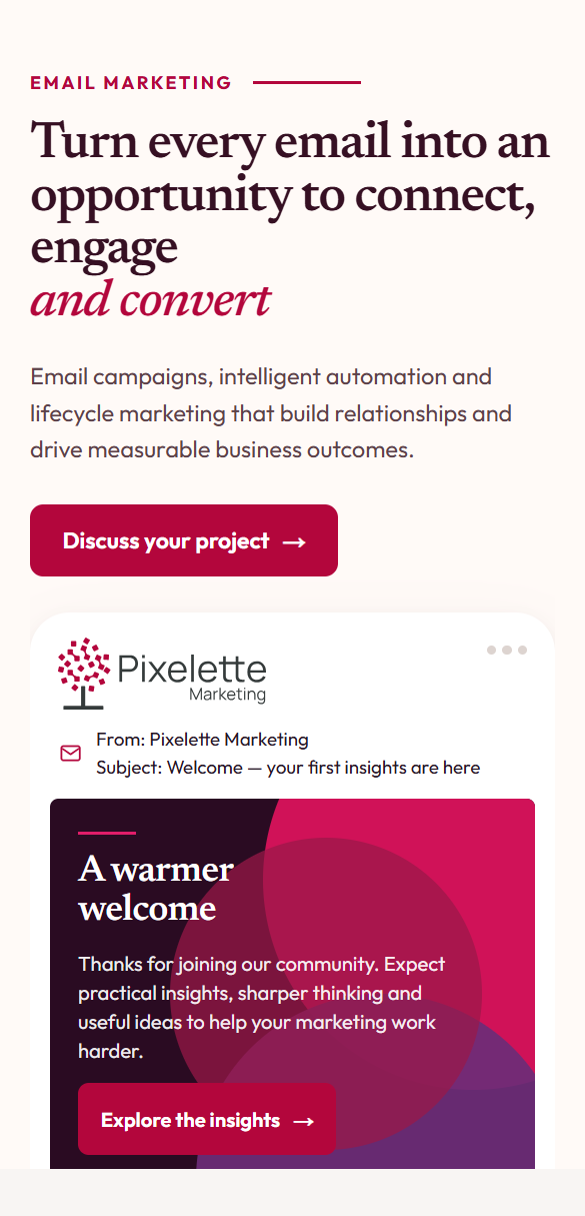 EMAIL MARKETING
Turn every email into an
opportunity to connect,
engage
and convert
Email campaigns, intelligent automation and
lifecycle marketing that build relationships and
drive measurable business outcomes.
Discuss your project →
Pixelette
Marketing
From: Pixelette Marketing
Subject: Welcome — your first insights are here
A warmer
welcome
Thanks for joining our community. Expect
practical insights, sharper thinking and
useful ideas to help your marketing work
harder.
Explore the insights →